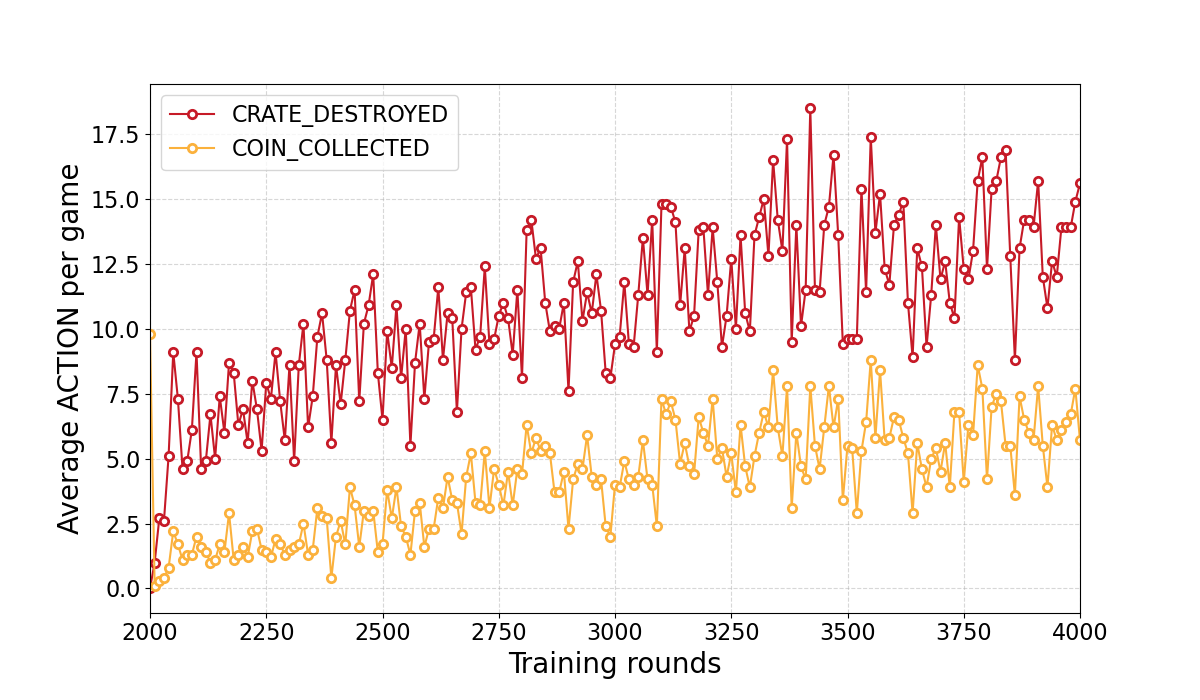 CRATE_DESTROYED
COIN_COLLECTED
Average ACTION per game
17.5
15.0
12.5
10.0
7.5
5.0
2.5
0.0
2000 2250 2500 2750 3000 3250 3500 3750 4000
Training rounds